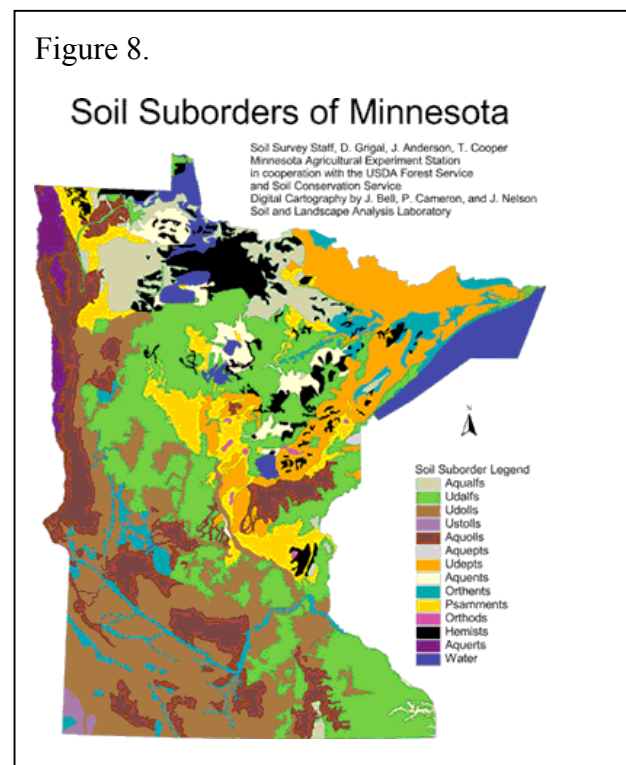 Figure 8.
Soil Suborders of Minnesota
Soil Survey Staff, D. Grigal, J. Anderson, T. Cooper
Minnesota Agricultural Experiment Station
in cooperation with the USDA Forest Service
and Soil Conservation Service
Digital Cartography by J. Bell, P. Cameron, and J. Nelson
Soil and Landscape Analysis Laboratory
N
Soil Suborder Legend
Aqualfs
Udalfs
Udolls
Ustolls
Aquolls
Aquepts
Udepts
Aquents
Orthents
Psamments
Orthods
Hemists
Aquerts
Water